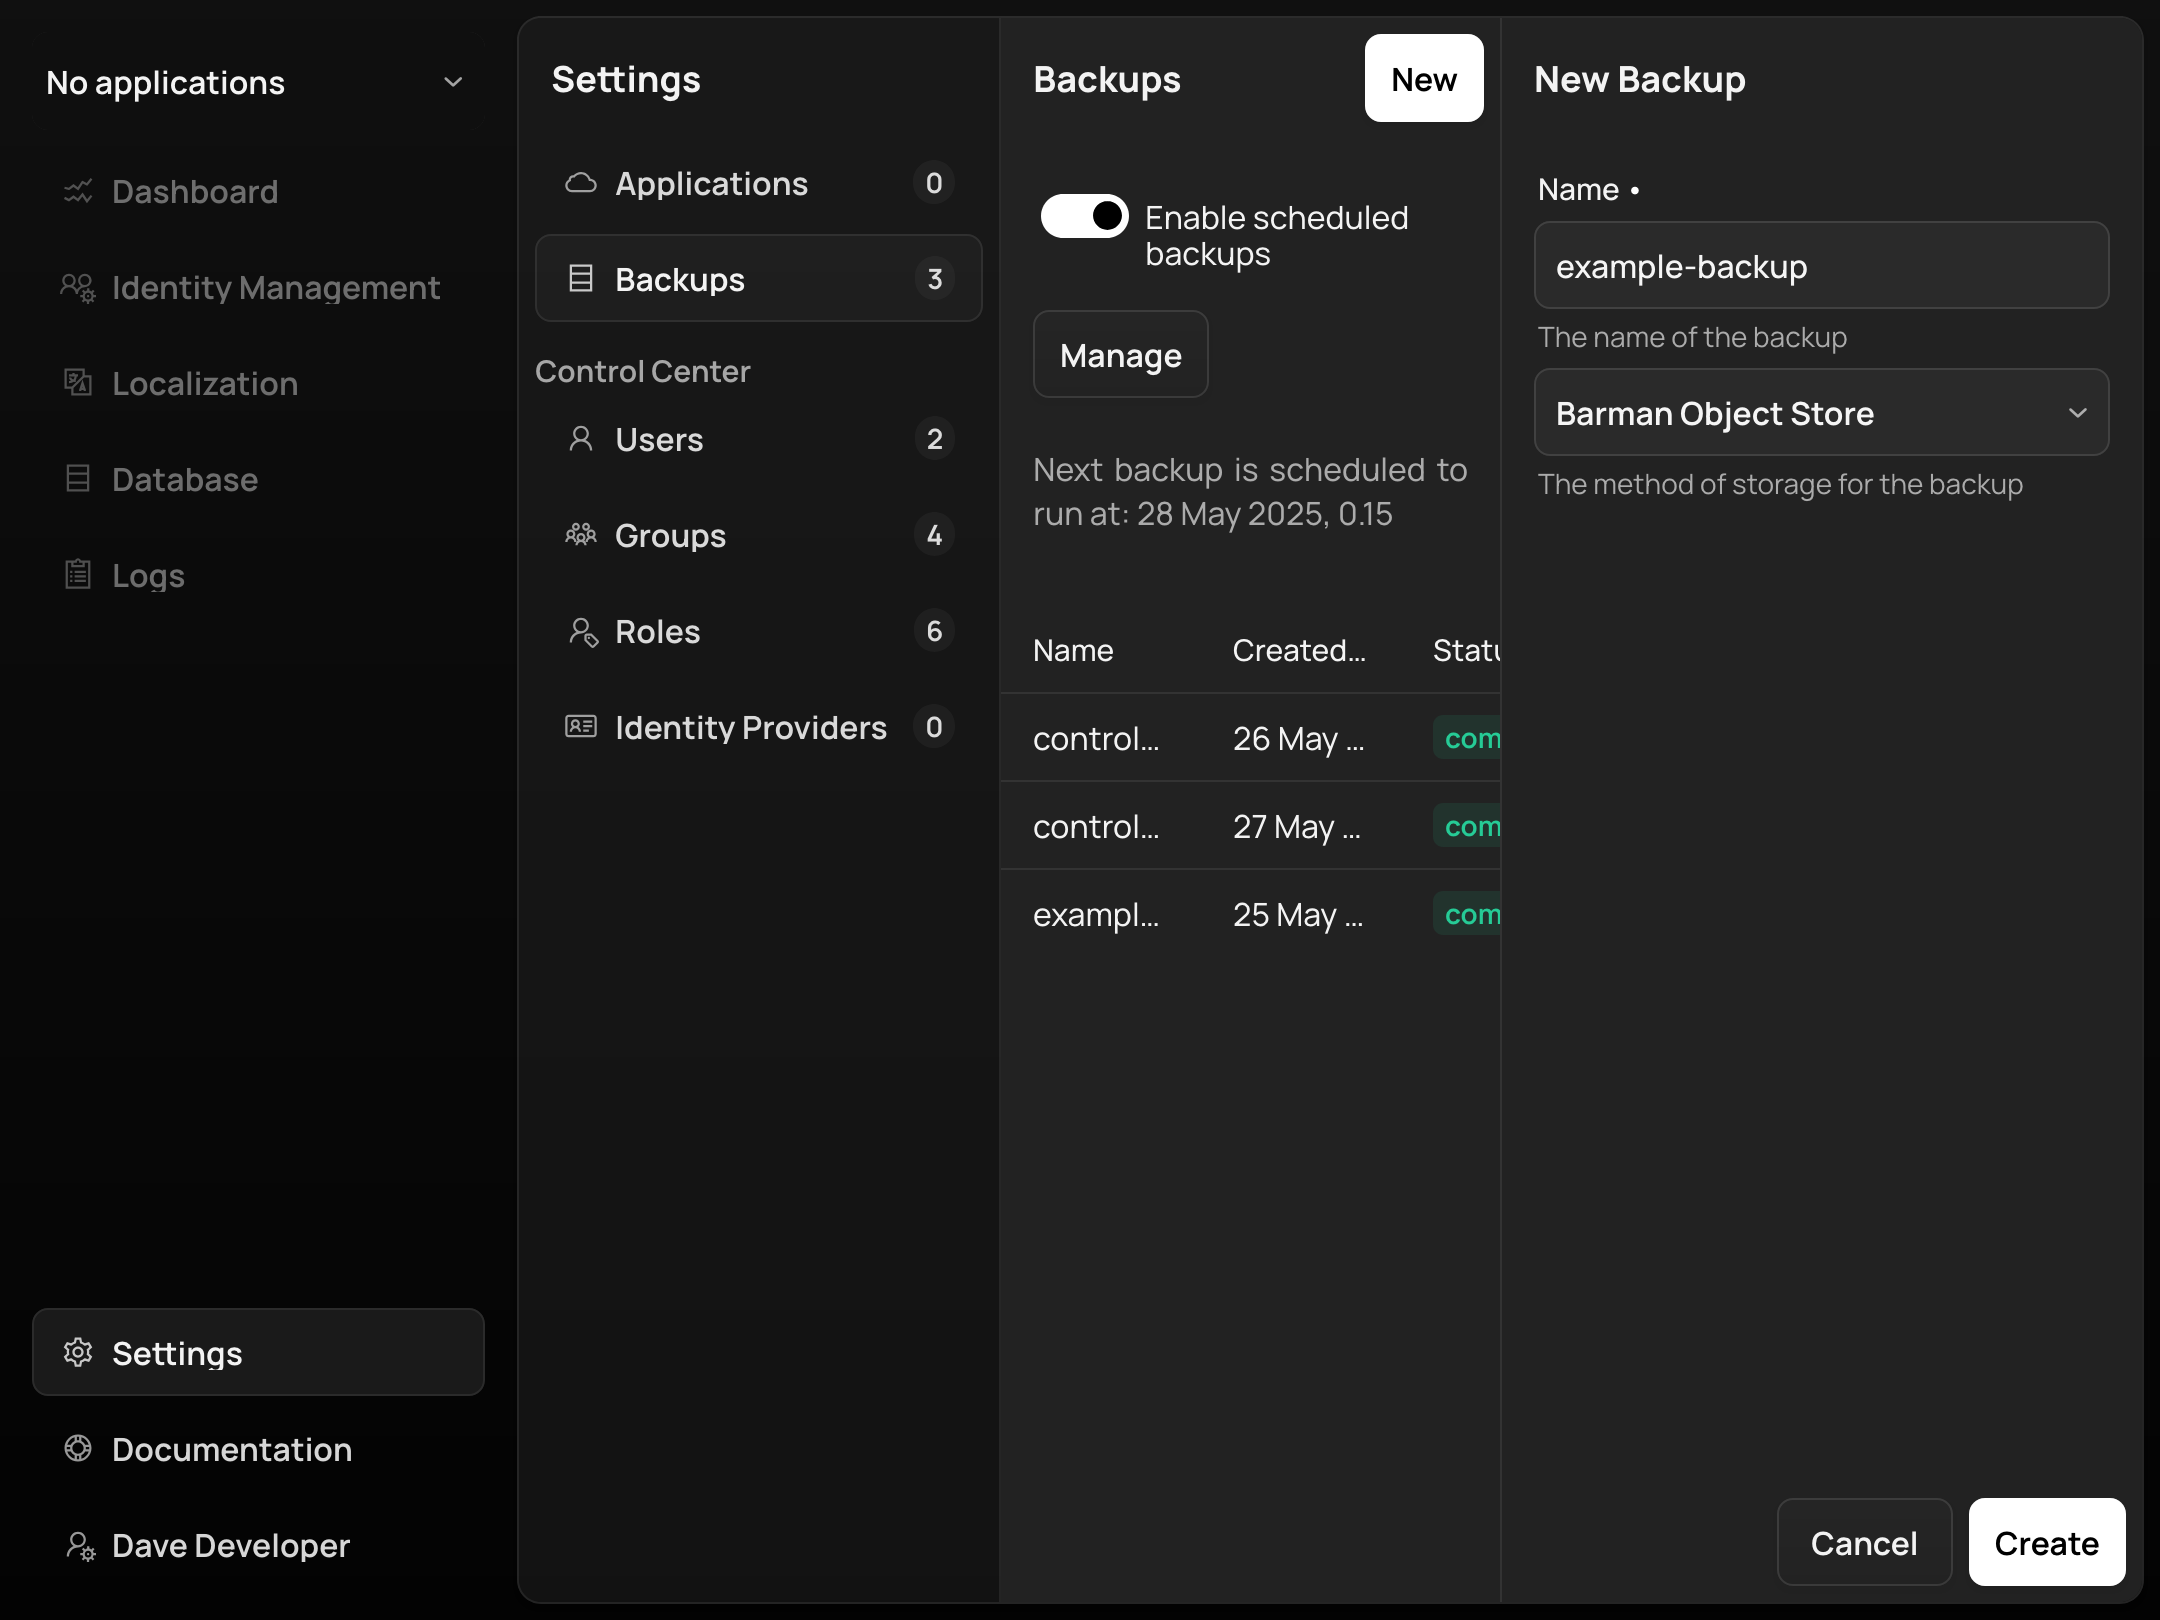 No applications
Dashboard
Identity Management
Localization
Database
Logs
Settings
Documentation
Dave Developer
Settings
Applications 0
Backups 3
Control Center
Users 2
Groups 4
Roles 6
Identity Providers 0
Backups
New
Enable scheduled
backups
Manage
Next backup is scheduled to
run at: 28 May 2025, 0.15
Name Created… Statu
control… 26 May … com
control… 27 May … com
exampl… 25 May … com
New Backup
Name •
example-backup
The name of the backup
Barman Object Store
The method of storage for the backup
Cancel
Create